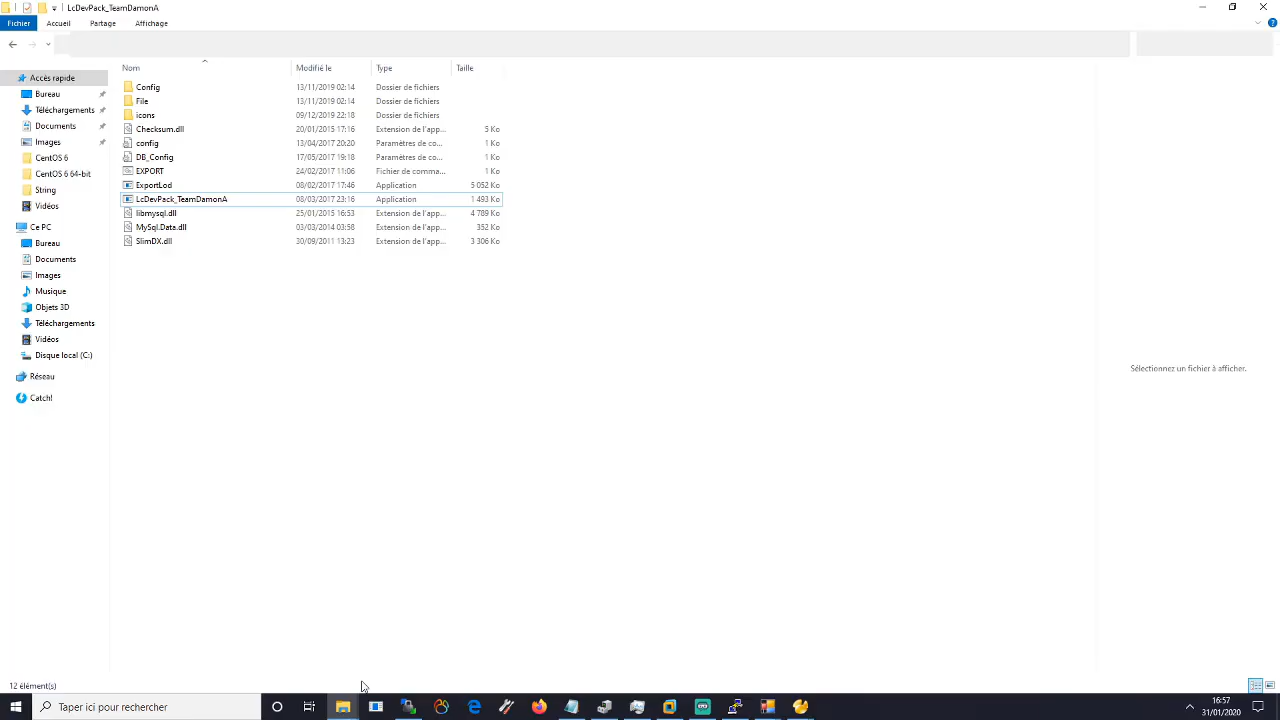 LcDevPack_TeamDamonA
Fichier Accueil Partage Affichage
Nom Modifié le Type Taille
Accès rapide
Bureau
Téléchargements
Documents
Images
CentOS 6
CentOS 6 64-bit
String
Vidéos
Ce PC
Bureau
Documents
Images
Musique
Objets 3D
Téléchargements
Vidéos
Disque local (C:)
Réseau
Catch!
Config 13/11/2019 02:14 Dossier de fichiers
File 13/11/2019 02:14 Dossier de fichiers
icons 09/12/2019 22:18 Dossier de fichiers
Checksum.dll 20/01/2015 17:16 Extension de l'app... 5 Ko
config 13/04/2017 20:20 Paramètres de co... 1 Ko
DB_Config 17/05/2017 19:18 Paramètres de co... 1 Ko
EXPORT 24/02/2017 11:06 Fichier de comma... 1 Ko
ExportLod 08/02/2017 17:46 Application 5 052 Ko
LcDevPack_TeamDamonA 08/03/2017 23:16 Application 1 493 Ko
libmysql.dll 25/01/2015 16:53 Extension de l'app... 4 789 Ko
MySql.Data.dll 03/03/2014 03:58 Extension de l'app... 352 Ko
SlimDX.dll 30/09/2011 13:23 Extension de l'app... 3 306 Ko
Sélectionnez un fichier à afficher.
12 élément(s)
Taper ici pour rechercher
16:57
31/01/2020